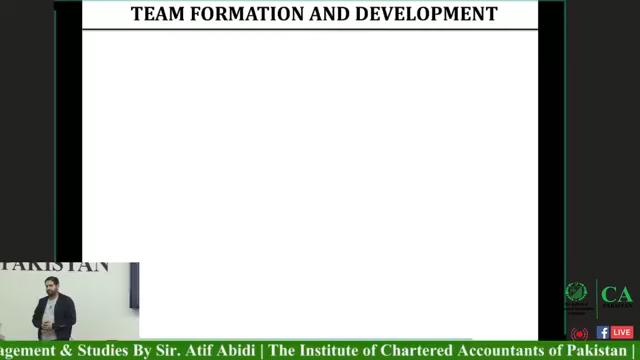 TEAM FORMATION AND DEVELOPMENT
PAKISTAN
CA
PAKISTAN
f LIVE
agement & Studies By Sir. Atif Abidi | The Institute of Chartered Accountants of Pakistan |